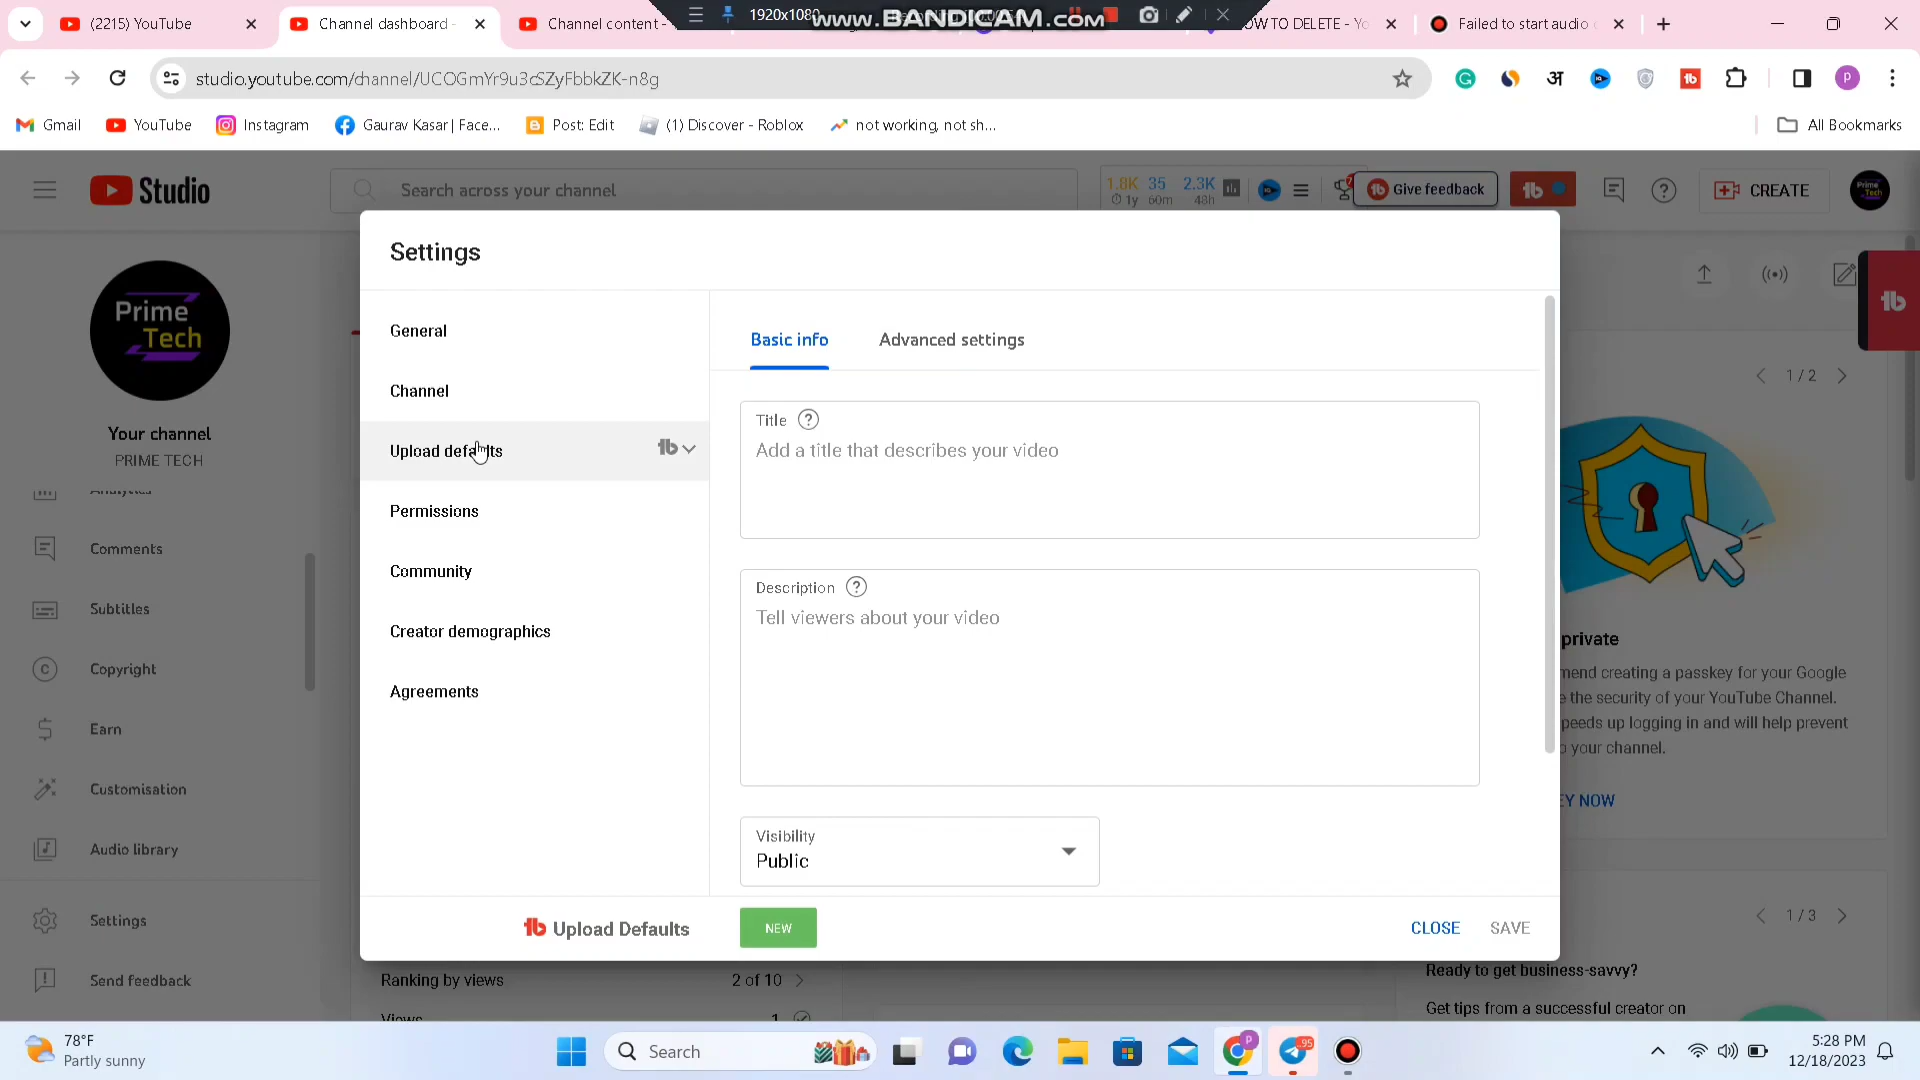 (2215) YouTube
Channel dashboard -
Channel content -
1920x1080
WWW.BANDICAM.COM
OW TO DELETE - Yo
Failed to start audio
studio.youtube.com/channel/UCOGmYr9u3cSZyFbbkZK-n8g
Gmail
YouTube
Instagram
Gaurav Kasar | Face...
Post: Edit
(1) Discover - Roblox
not working, not sh...
All Bookmarks
Studio
Search across your channel
1.8K 35 2.3K
1y 60m 48h
7
Give feedback
CREATE
Prime
Tech
Your channel
PRIME TECH
Analytics
Comments
Subtitles
Copyright
Earn
Customisation
Audio library
Settings
Send feedback
Settings
General
Channel
Upload defaults
Permissions
Community
Creator demographics
Agreements
Basic info
Advanced settings
Title
Add a title that describes your video
Description
Tell viewers about your video
Visibility
Public
Upload Defaults
NEW
CLOSE
SAVE
1 / 2
private
mend creating a passkey for your Google
e the security of your YouTube Channel.
peeds up logging in and will help prevent
o your channel.
EY NOW
1 / 3
Ready to get business-savvy?
Get tips from a successful creator on
Ranking by views
2 of 10
Views
1
78°F
Partly sunny
Search
95
5:28 PM
12/18/2023